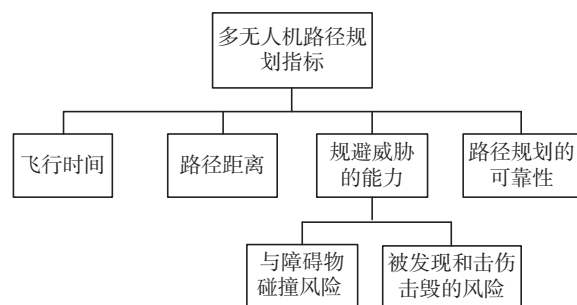 多无人机路径规
划指标
飞行时间
路径距离
规避威胁
的能力
路径规划的
可靠性
与障碍物
碰撞风险
被发现和击伤
击毁的风险